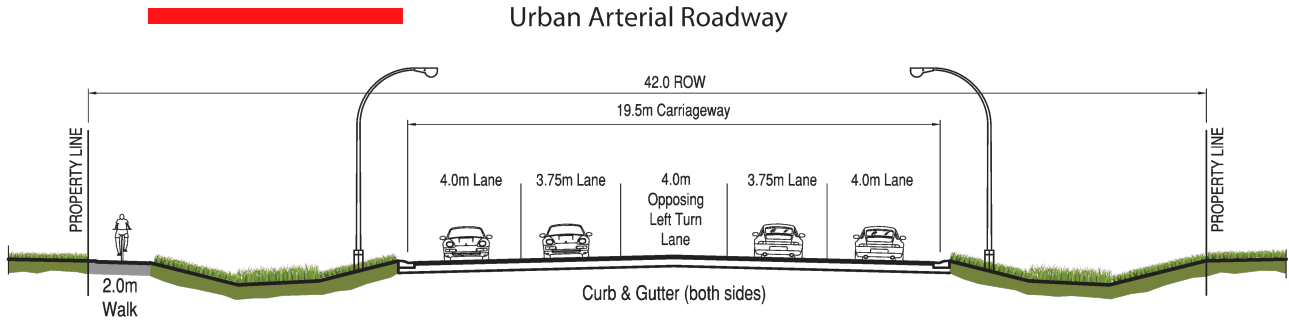 Urban Arterial Roadway
42.0 ROW
19.5m Carriageway
PROPERTY LINE
PROPERTY LINE
4.0m Lane
3.75m Lane
4.0m
Opposing
Left Turn
Lane
3.75m Lane
4.0m Lane
2.0m
Walk
Curb & Gutter (both sides)